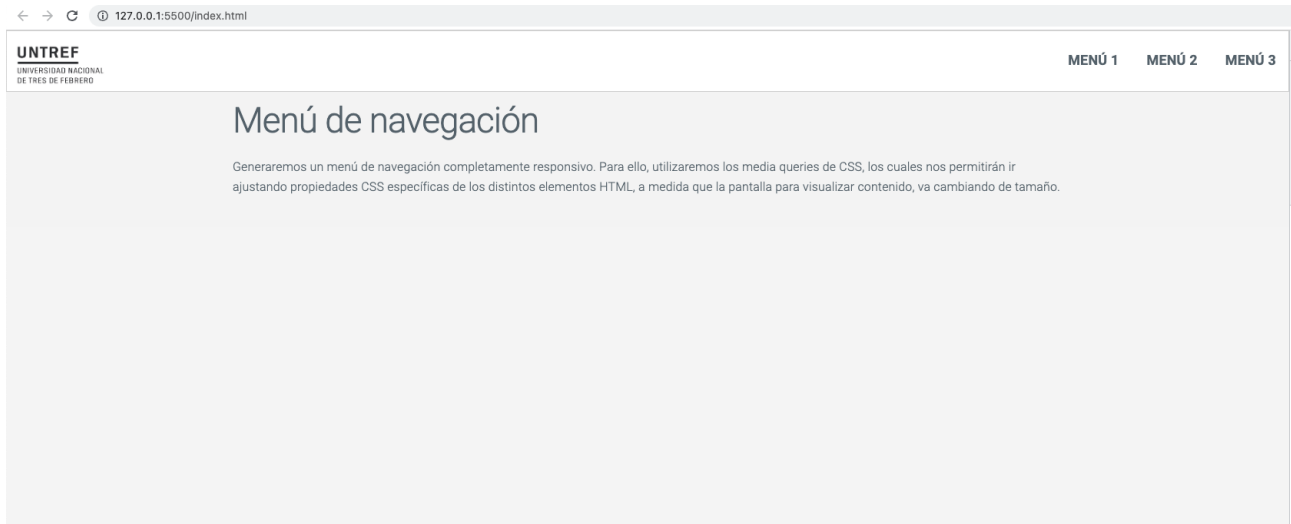 127.0.0.1:5500/index.html
UNTREF
UNIVERSIDAD NACIONAL
DE TRES DE FEBRERO
MENÚ 1 MENÚ 2 MENÚ 3
Menú de navegación
Generaremos un menú de navegación completamente responsivo. Para ello, utilizaremos los media queries de CSS, los cuales nos permitirán ir
ajustando propiedades CSS específicas de los distintos elementos HTML, a medida que la pantalla para visualizar contenido, va cambiando de tamaño.